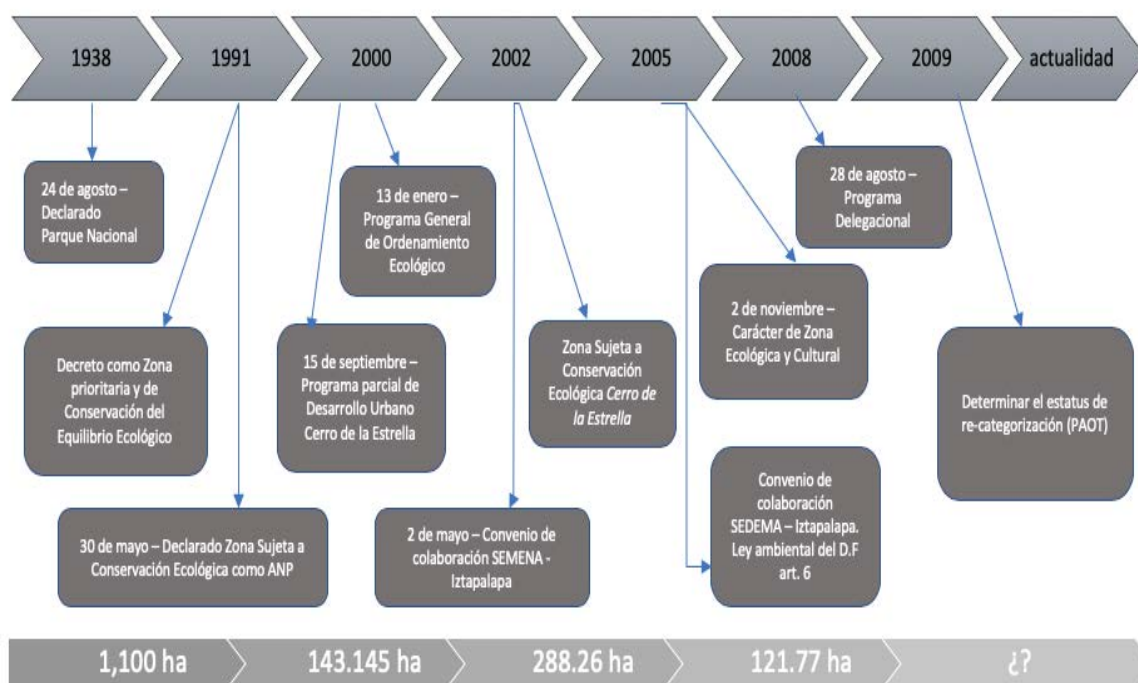 1938
1991
2000
2002
2005
2008
2009
actualidad
24 de agosto –
Declarado
Parque Nacional
13 de enero –
Programa General
de Ordenamiento
Ecológico
28 de agosto –
Programa
Delegacional
Decreto como Zona
prioritaria y de
Conservación del
Equilibrio Ecológico
15 de septiembre –
Programa parcial de
Desarrollo Urbano
Cerro de la Estrella
Zona Sujeta a
Conservación
Ecológica Cerro de
la Estrella
2 de noviembre –
Carácter de Zona
Ecológica y Cultural
Determinar el estatus de
re-categorización (PAOT)
30 de mayo – Declarado Zona Sujeta a
Conservación Ecológica como ANP
2 de mayo – Convenio de
colaboración SEMENA -
Iztapalapa
Convenio de
colaboración
SEDEMA – Iztapalapa.
Ley ambiental del D.F
art. 6
1,100 ha
143.145 ha
288.26 ha
121.77 ha
¿?